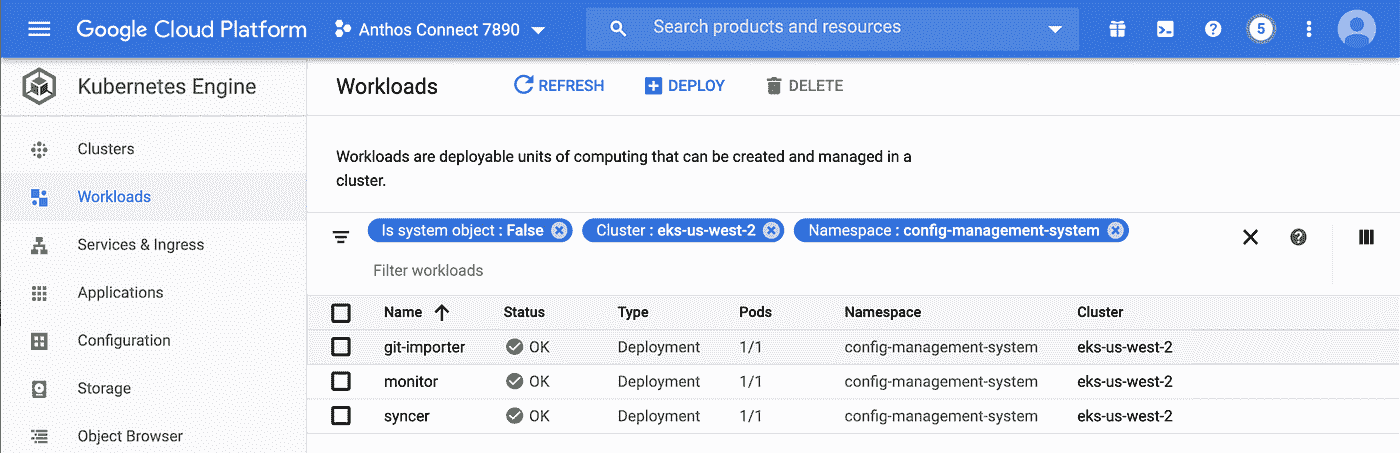 Google Cloud Platform Anthos Connect 7890 Search products and resources 5
Kubernetes Engine Workloads REFRESH DEPLOY DELETE
Clusters
Workloads are deployable units of computing that can be created and managed in a
cluster.
Workloads
Services & Ingress
Is system object : False Cluster : eks-us-west-2 Namespace : config-management-system
Filter workloads
Applications
Configuration
Storage
Object Browser
Name Status Type Pods Namespace Cluster
git-importer OK Deployment 1/1 config-management-system eks-us-west-2
monitor OK Deployment 1/1 config-management-system eks-us-west-2
syncer OK Deployment 1/1 config-management-system eks-us-west-2